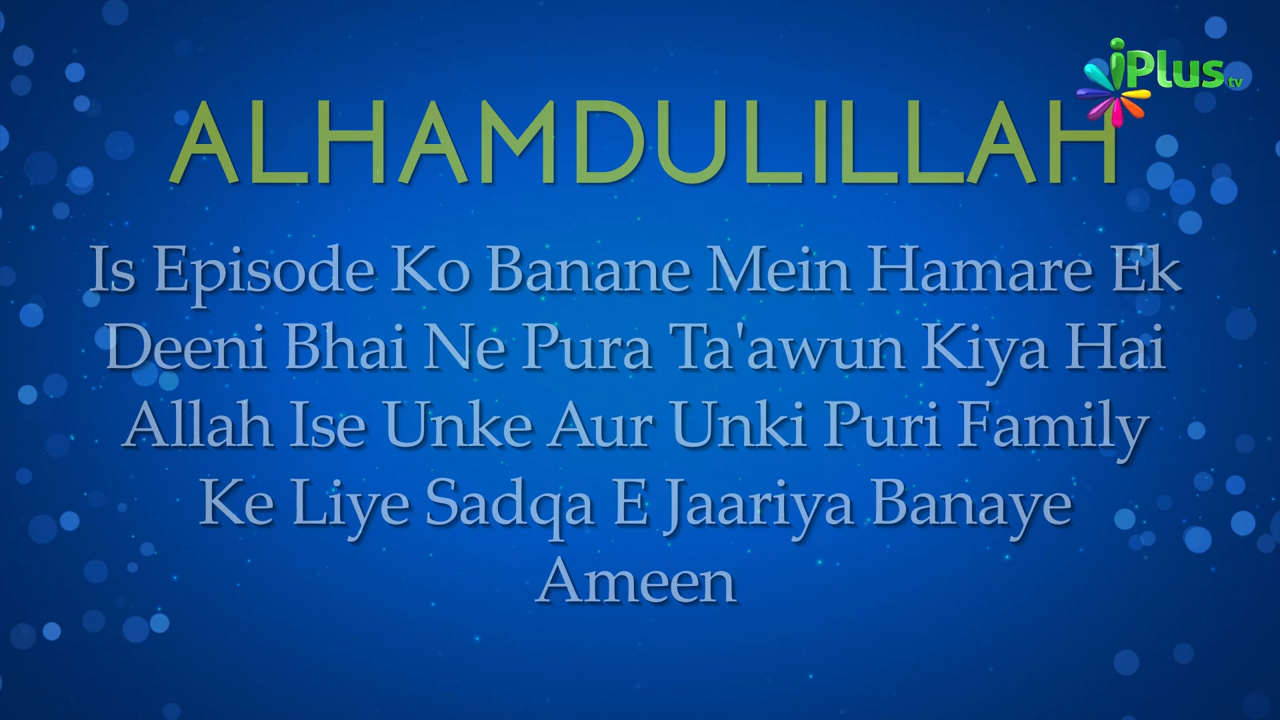 iPlus tv
ALHAMDULILLAH
Is Episode Ko Banane Mein Hamare Ek
Deeni Bhai Ne Pura Ta'awun Kiya Hai
Allah Ise Unke Aur Unki Puri Family
Ke Liye Sadqa E Jaariya Banaye
Ameen